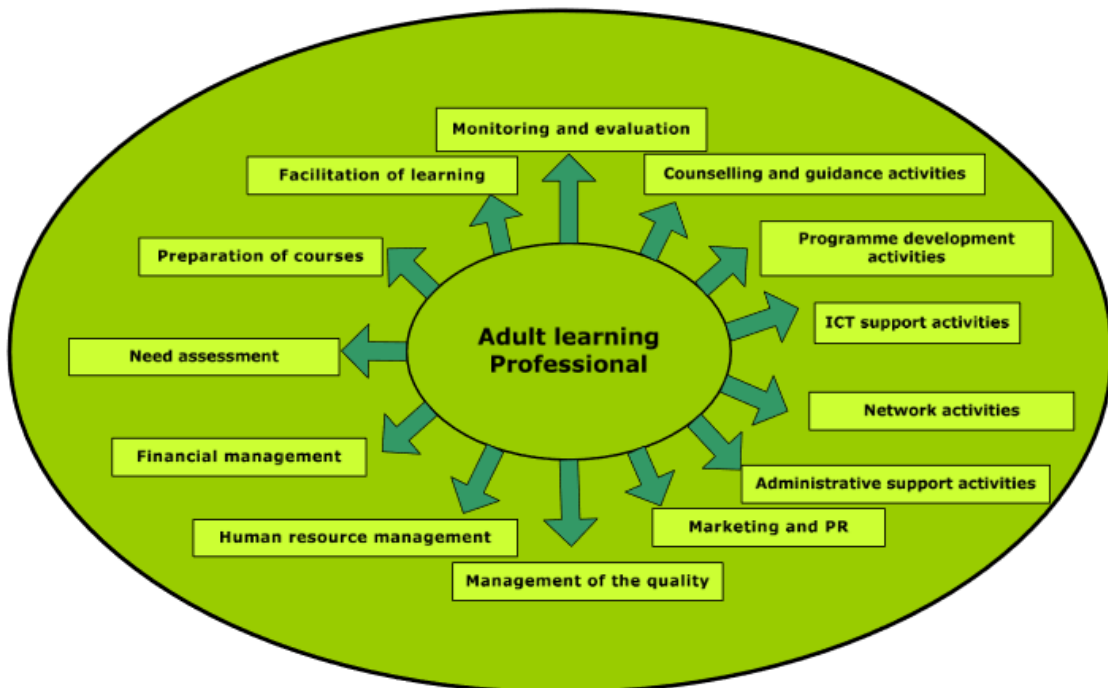 Monitoring and evaluation
Facilitation of learning
Counselling and guidance activities
Preparation of courses
Programme development
activities
ICT support activities
Adult learning
Professional
Need assessment
Network activities
Financial management
Administrative support activities
Human resource management
Marketing and PR
Management of the quality